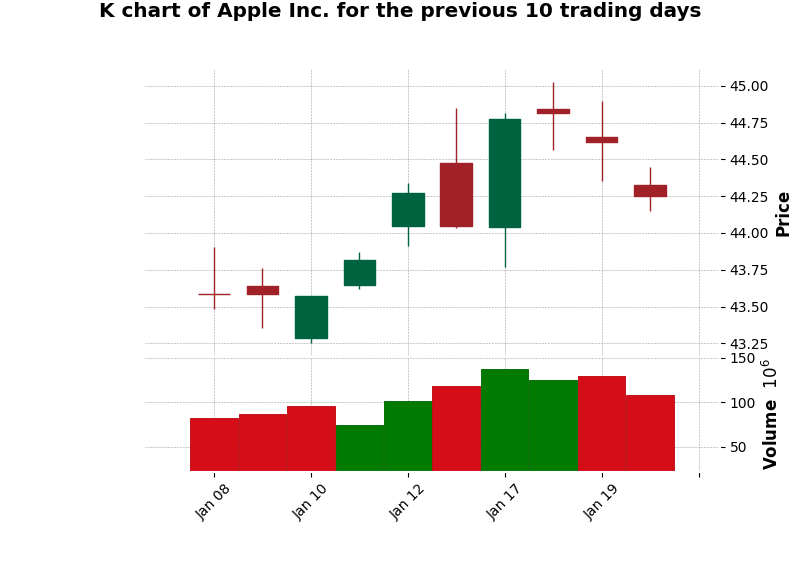 K chart of Apple Inc. for the previous 10 trading days
45.00
44.75
44.50
44.25
44.00
43.75
43.50
43.25
Price
150
100
50
Volume 10^6
Jan 08
Jan 10
Jan 12
Jan 17
Jan 19